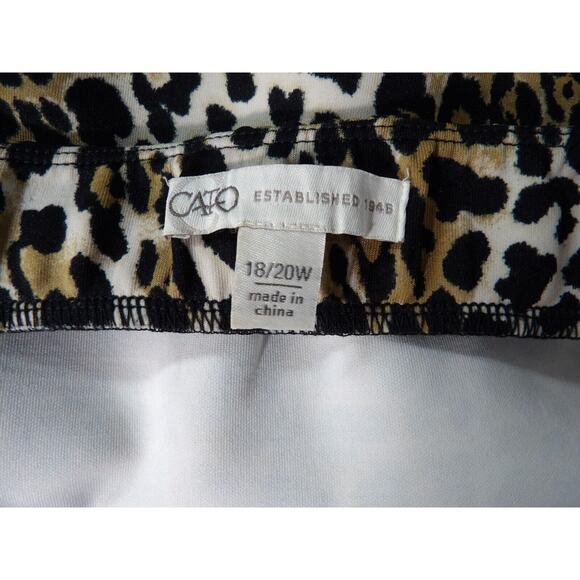 CATO ESTABLISHED 1946
18/20W
made in
china